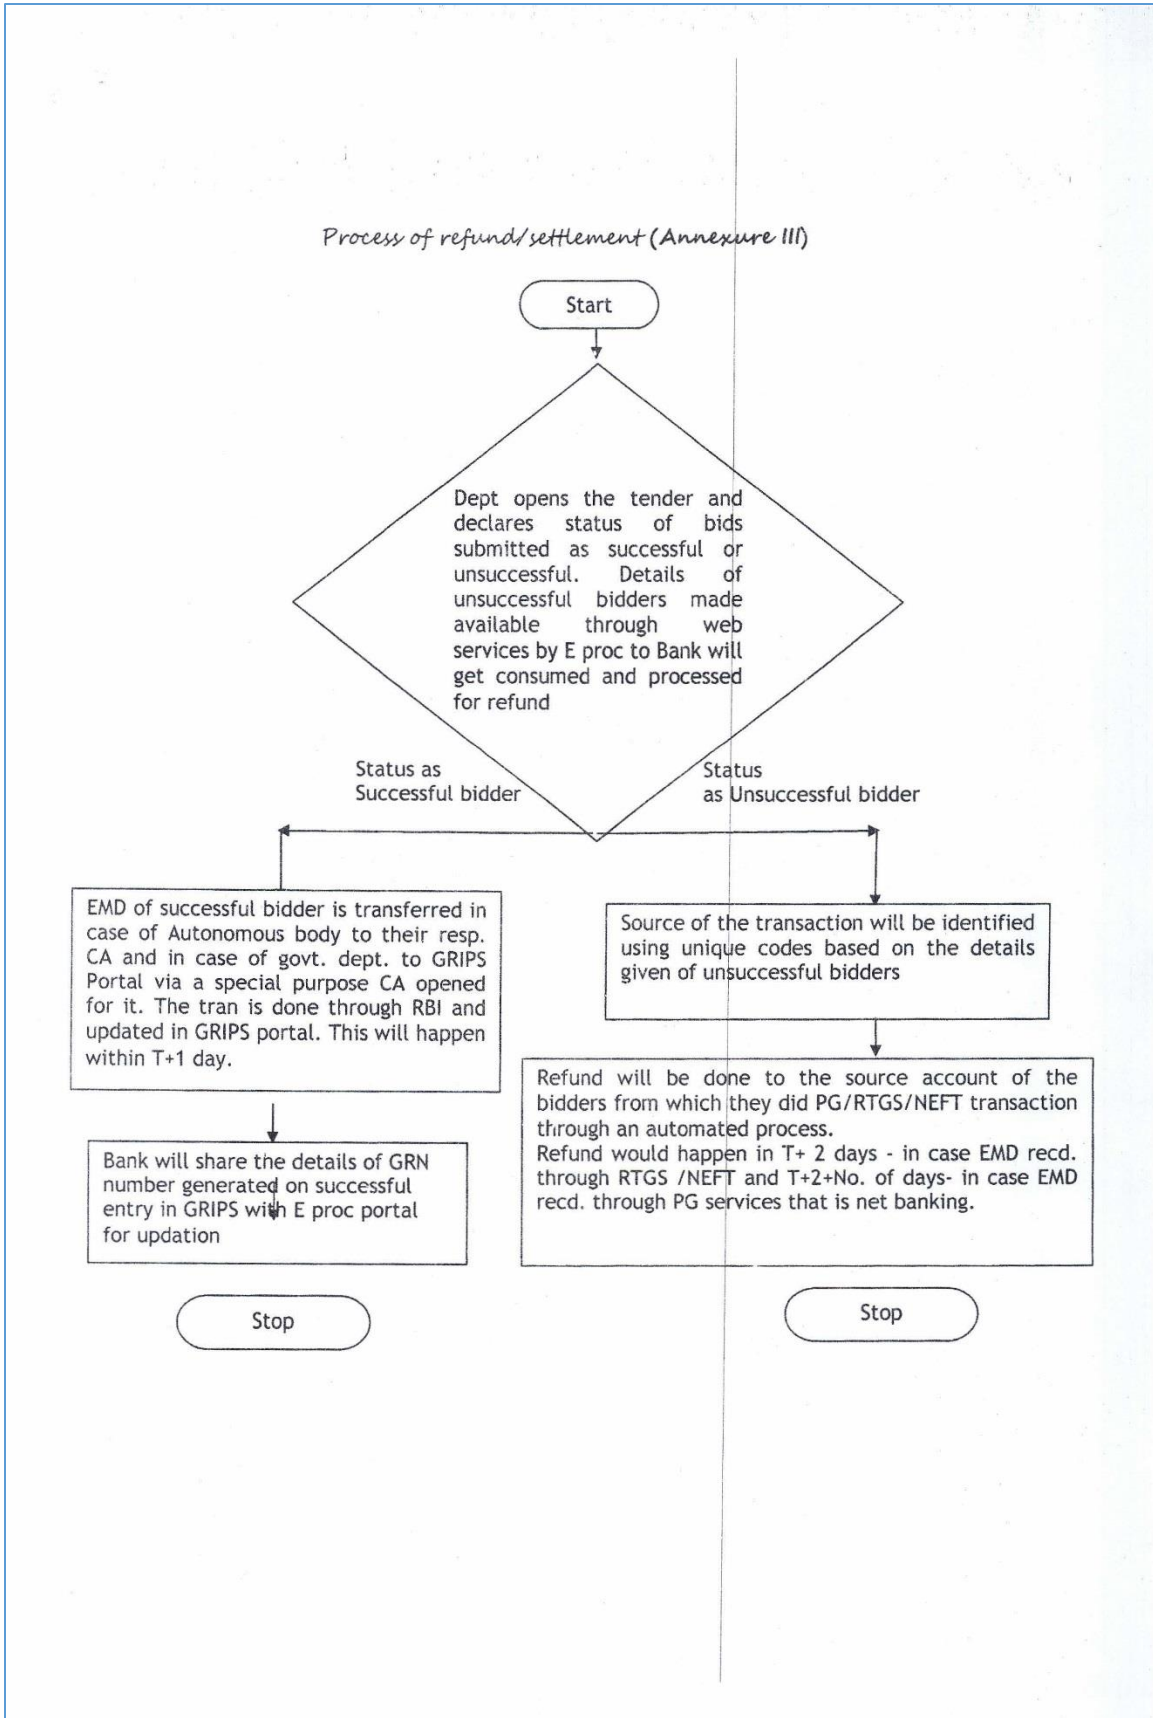 Process of refund/settlement (Annexure III)
Start
Dept opens the tender and
declares status of bids
submitted as successful or
unsuccessful. Details of
unsuccessful bidders made
available through web
services by E proc to Bank will
get consumed and processed
for refund
Status as
Successful bidder
Status
as Unsuccessful bidder
EMD of successful bidder is transferred in
case of Autonomous body to their resp.
CA and in case of govt. dept. to GRIPS
Portal via a special purpose CA opened
for it. The tran is done through RBI and
updated in GRIPS portal. This will happen
within T+1 day.
Bank will share the details of GRN
number generated on successful
entry in GRIPS with E proc portal
for updation
Stop
Source of the transaction will be identified
using unique codes based on the details
given of unsuccessful bidders
Refund will be done to the source account of the
bidders from which they did PG/RTGS/NEFT transaction
through an automated process.
Refund would happen in T+ 2 days - in case EMD recd.
through RTGS /NEFT and T+2+No. of days- in case EMD
recd. through PG services that is net banking.
Stop